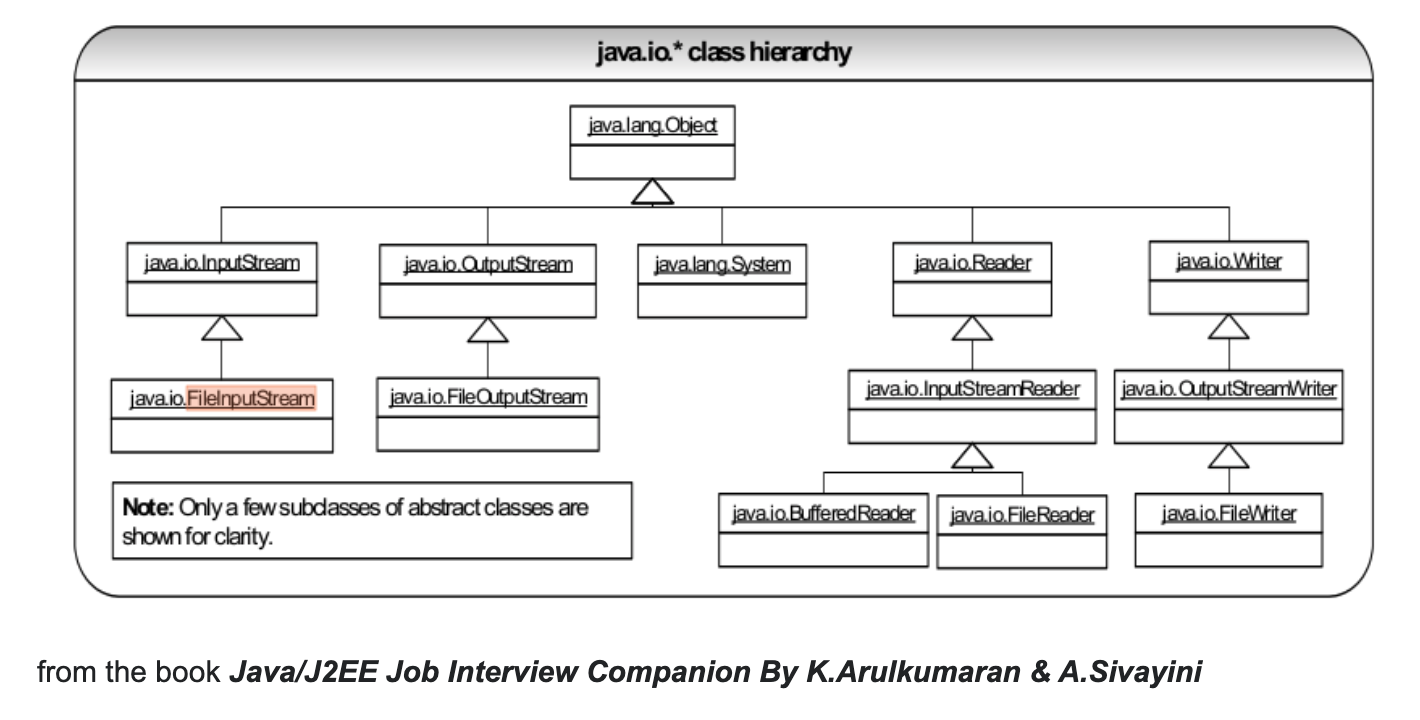 java.io.* class hierarchy
java.lang.Object
java.io.InputStream
java.io.OutputStream
java.lang.System
java.io.Reader
java.io.Writer
java.io.FileInputStream
java.io.FileOutputStream
java.io.InputStreamReader
java.io.OutputStreamWriter
Note: Only a few subclasses of abstract classes are
shown for clarity.
java.io.BufferedReader
java.io.FileReader
java.io.FileWriter
from the book Java/J2EE Job Interview Companion By K.Arulkumaran & A.Sivayini